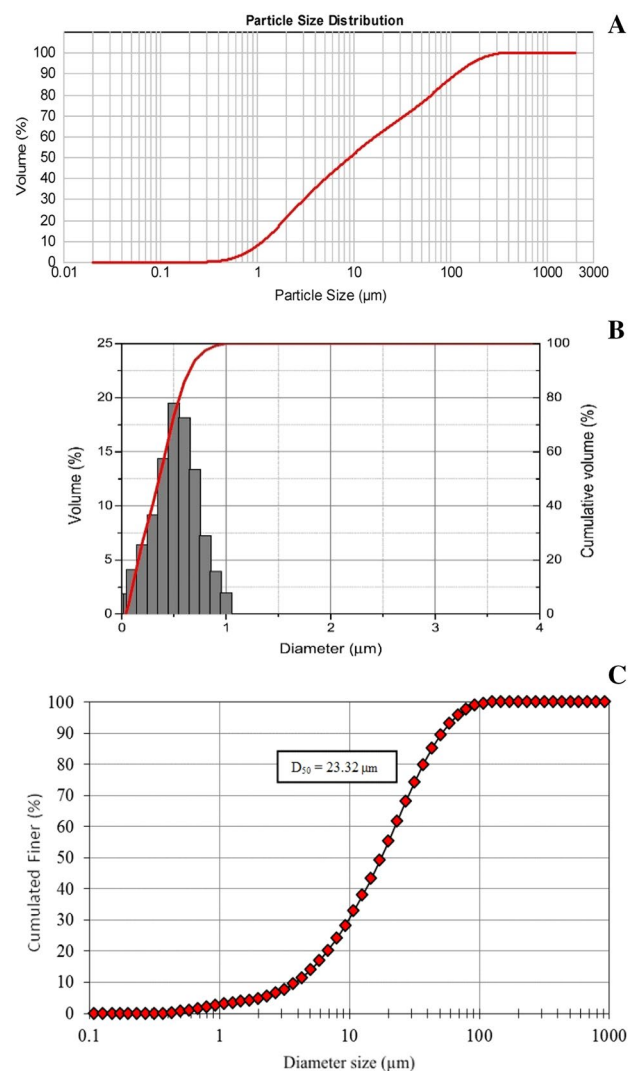 Particle Size Distribution
A
100
90
80
70
60
50
40
30
20
10
0
Volume (%)
0.01 0.1 1 10 100 1000 3000
Particle Size (µm)
B
25
20
15
10
5
0
Volume (%)
100
80
60
40
20
0
Cumulative volume (%)
0 1 2 3 4
Diameter (µm)
C
100
90
80
70
60
50
40
30
20
10
0
Cumulated Finer (%)
D₅₀ = 23.32 µm
0.1 1 10 100 1000
Diameter size (µm)